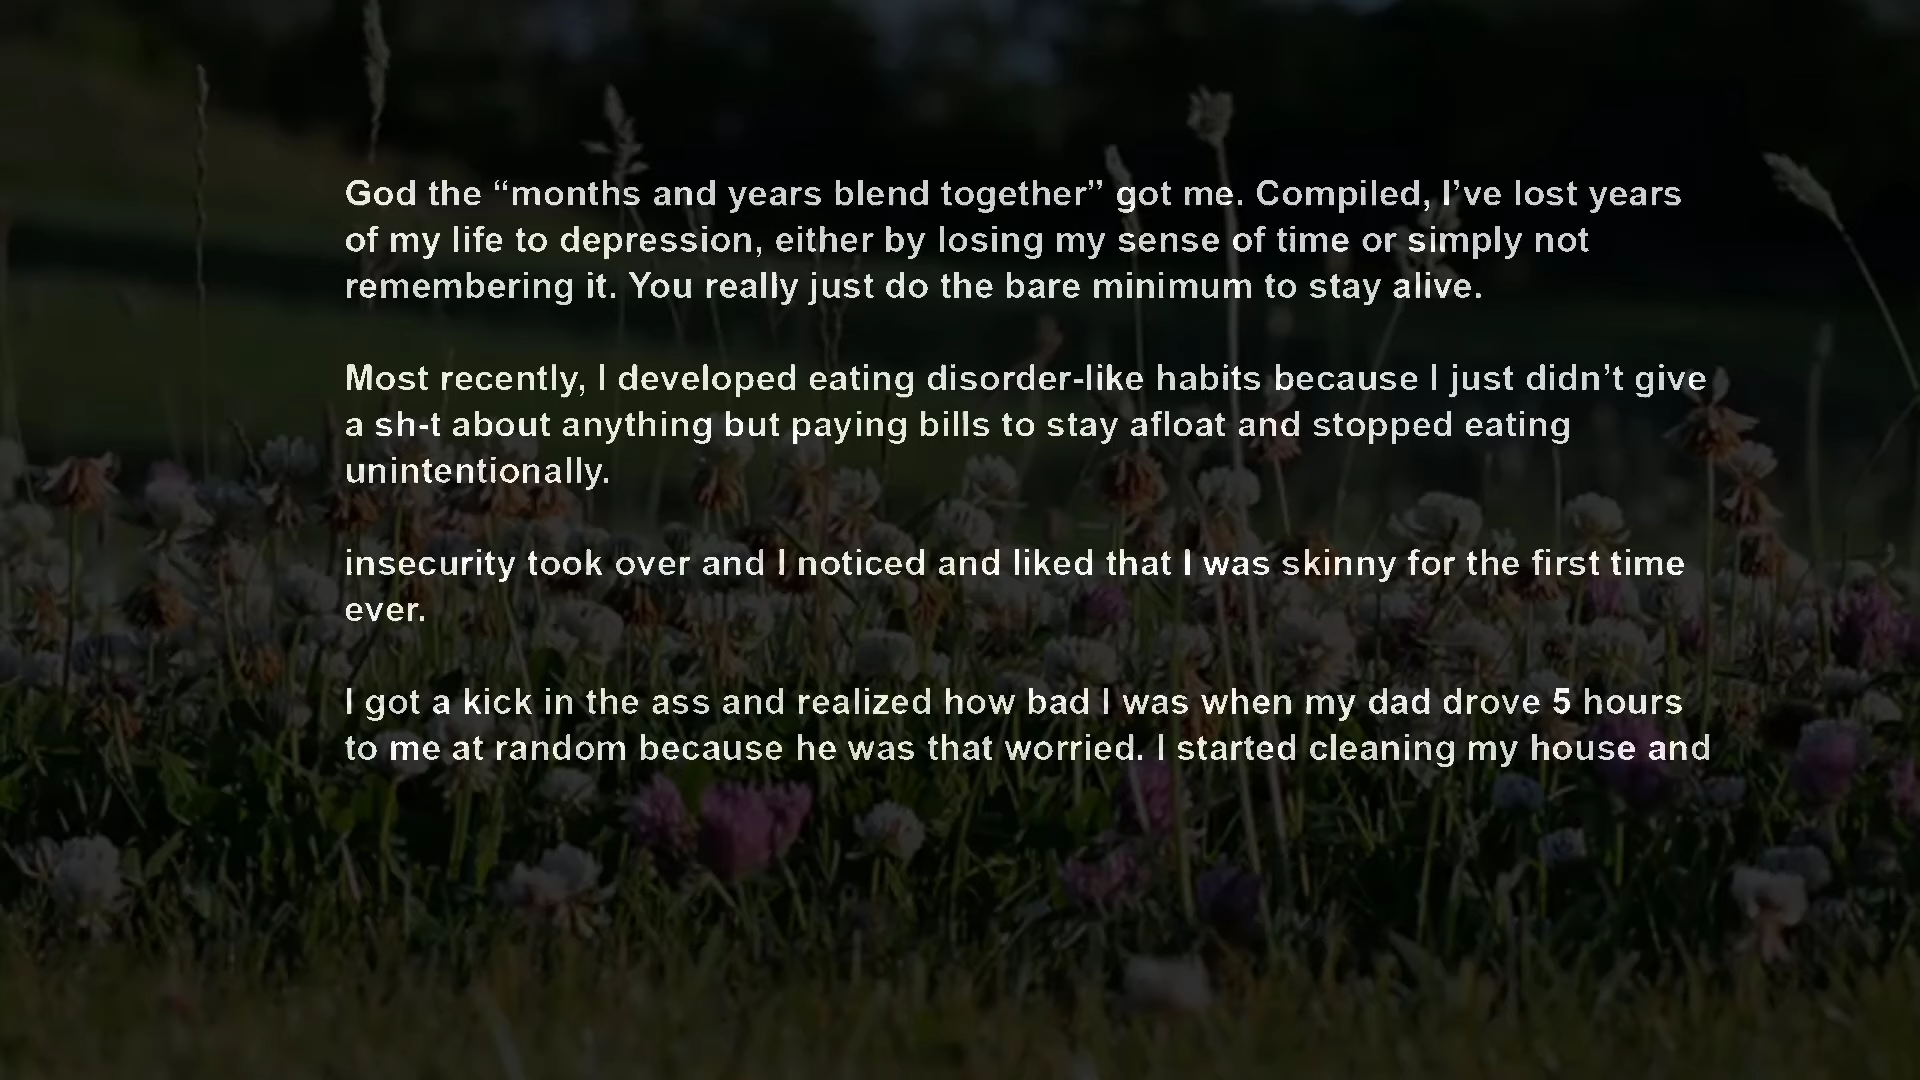 God the “months and years blend together” got me. Compiled, I’ve lost years
of my life to depression, either by losing my sense of time or simply not
remembering it. You really just do the bare minimum to stay alive.
Most recently, I developed eating disorder-like habits because I just didn’t give
a sh-t about anything but paying bills to stay afloat and stopped eating
unintentionally.
insecurity took over and I noticed and liked that I was skinny for the first time
ever.
I got a kick in the ass and realized how bad I was when my dad drove 5 hours
to me at random because he was that worried. I started cleaning my house and